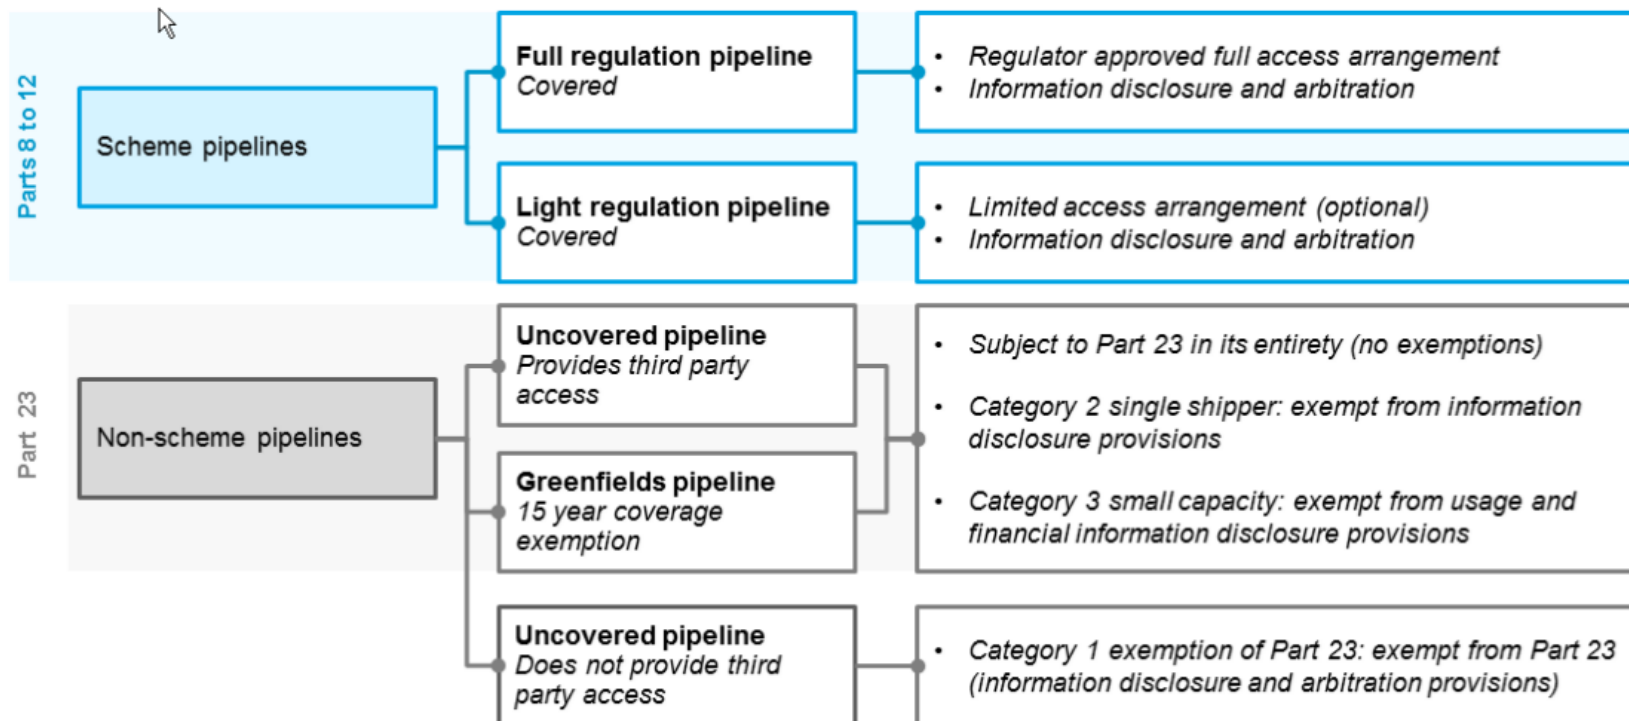 Parts 8 to 12
Scheme pipelines
Full regulation pipeline
Covered
• Regulator approved full access arrangement
• Information disclosure and arbitration
Light regulation pipeline
Covered
• Limited access arrangement (optional)
• Information disclosure and arbitration
Part 23
Non-scheme pipelines
Uncovered pipeline
Provides third party
access
Greenfields pipeline
15 year coverage
exemption
• Subject to Part 23 in its entirety (no exemptions)
• Category 2 single shipper: exempt from information
disclosure provisions
• Category 3 small capacity: exempt from usage and
financial information disclosure provisions
Uncovered pipeline
Does not provide third
party access
• Category 1 exemption of Part 23: exempt from Part 23
(information disclosure and arbitration provisions)